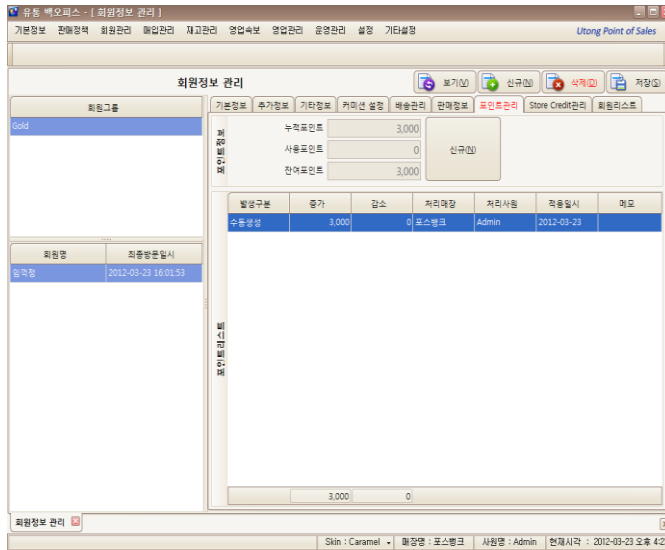 유통 백오피스 - [ 회원정보 관리 ]
기본정보 판매정책 회원관리 매입관리 재고관리 영업속보 영업관리 운영관리 설정 기타설정 Utong Point of Sales
회원정보 관리 보기(V) 신규(N) 삭제(D) 저장(S)
회원그룹 기본정보 추가정보 기타정보 커미션 설정 배송관리 판매정보 포인트관리 Store Credit관리 회원리스트
Gold
포인트정보
누적포인트 3,000
사용포인트 0 신규(N)
잔여포인트 3,000
발생구분 증가 감소 처리매장 처리사원 적용일시 메모
수동생성 3,000 0 포스뱅크 Admin 2012-03-23
회원명 최종방문일시
임꺽정 2012-03-23 16:01:53
포인트리스트
3,000 0
회원정보 관리
Skin : Caramel 매장명 : 포스뱅크 사원명 : Admin 현재시각 : 2012-03-23 오후 4:2